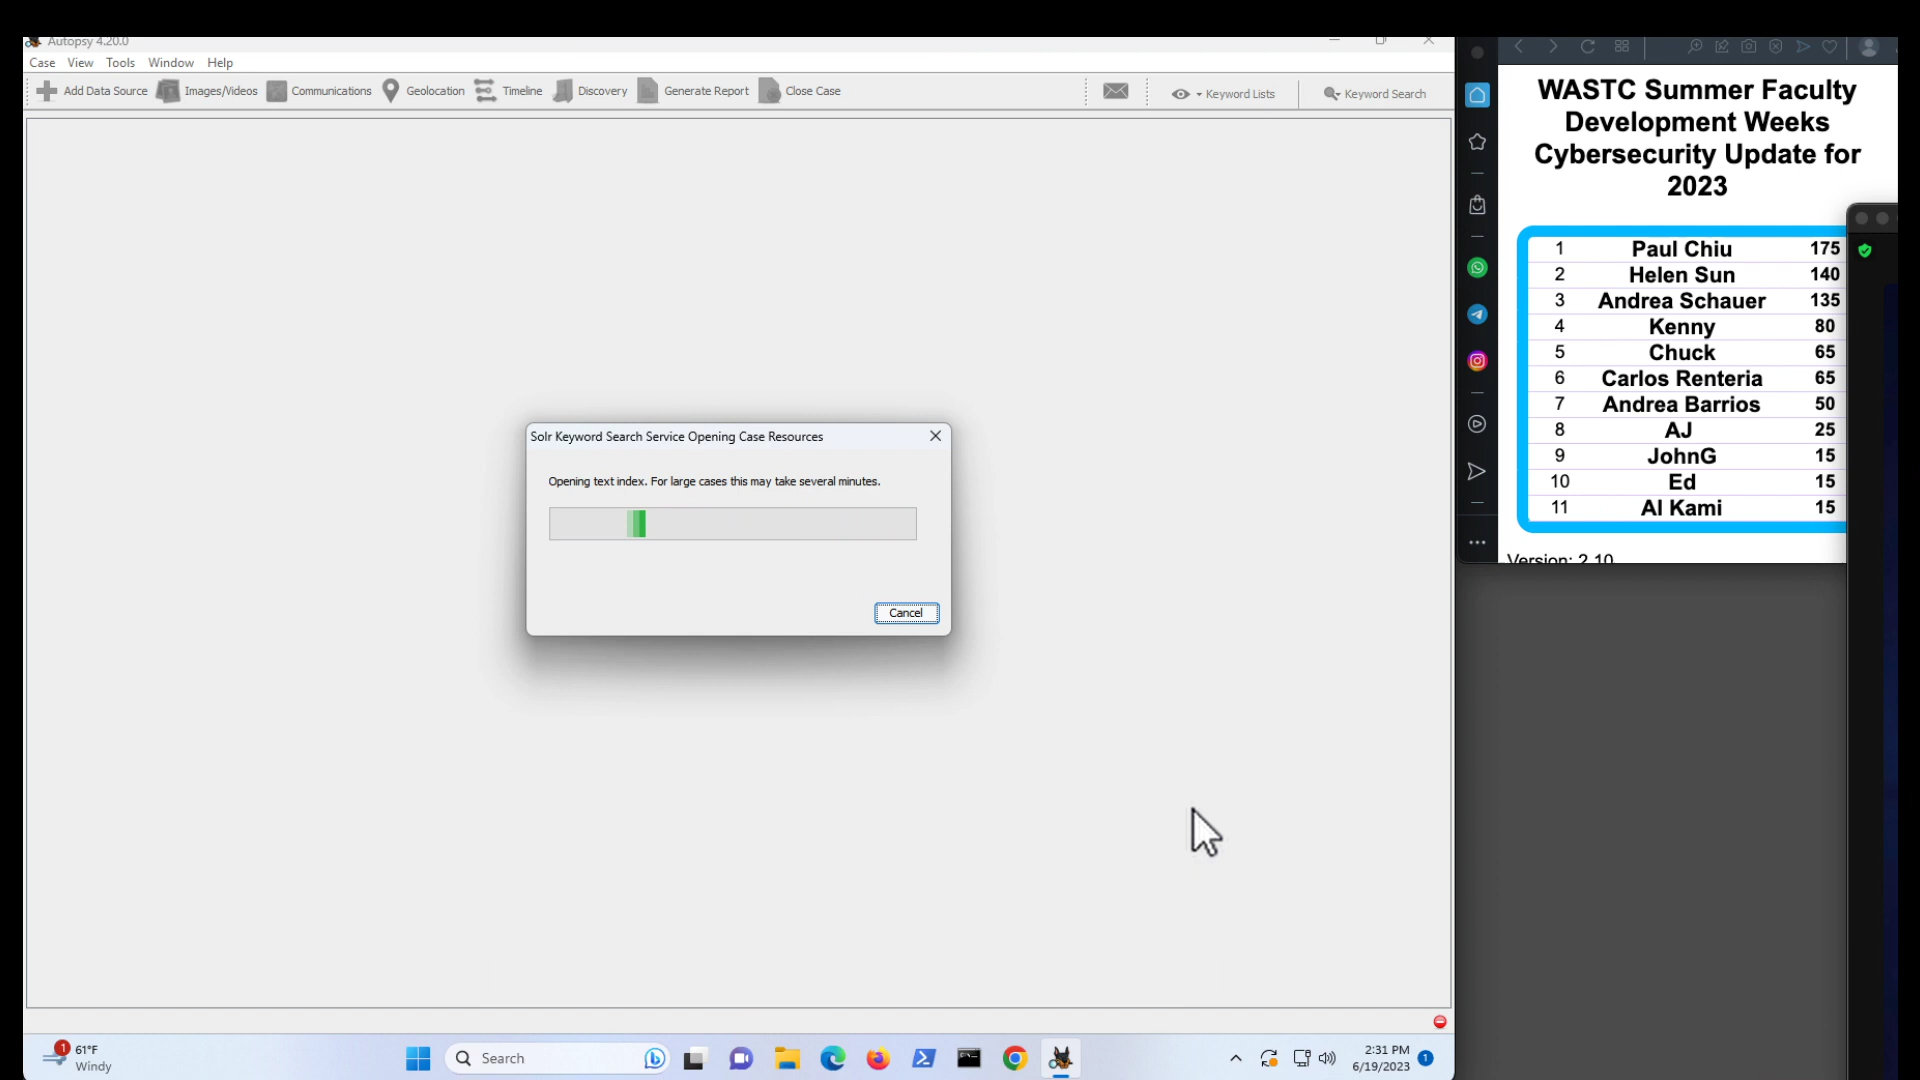 Autopsy 4.20.0
Case View Tools Window Help
Add Data Source Images/Videos Communications Geolocation Timeline Discovery Generate Report Close Case Keyword Lists Keyword Search
Solr Keyword Search Service Opening Case Resources
Opening text index. For large cases this may take several minutes.
Cancel
WASTC Summer Faculty
Development Weeks
Cybersecurity Update for
2023
1 Paul Chiu 175
2 Helen Sun 140
3 Andrea Schauer 135
4 Kenny 80
5 Chuck 65
6 Carlos Renteria 65
7 Andrea Barrios 50
8 AJ 25
9 JohnG 15
10 Ed 15
11 Al Kami 15
Version: 2.10
1
61°F
Windy
Search
2:31 PM
6/19/2023
1